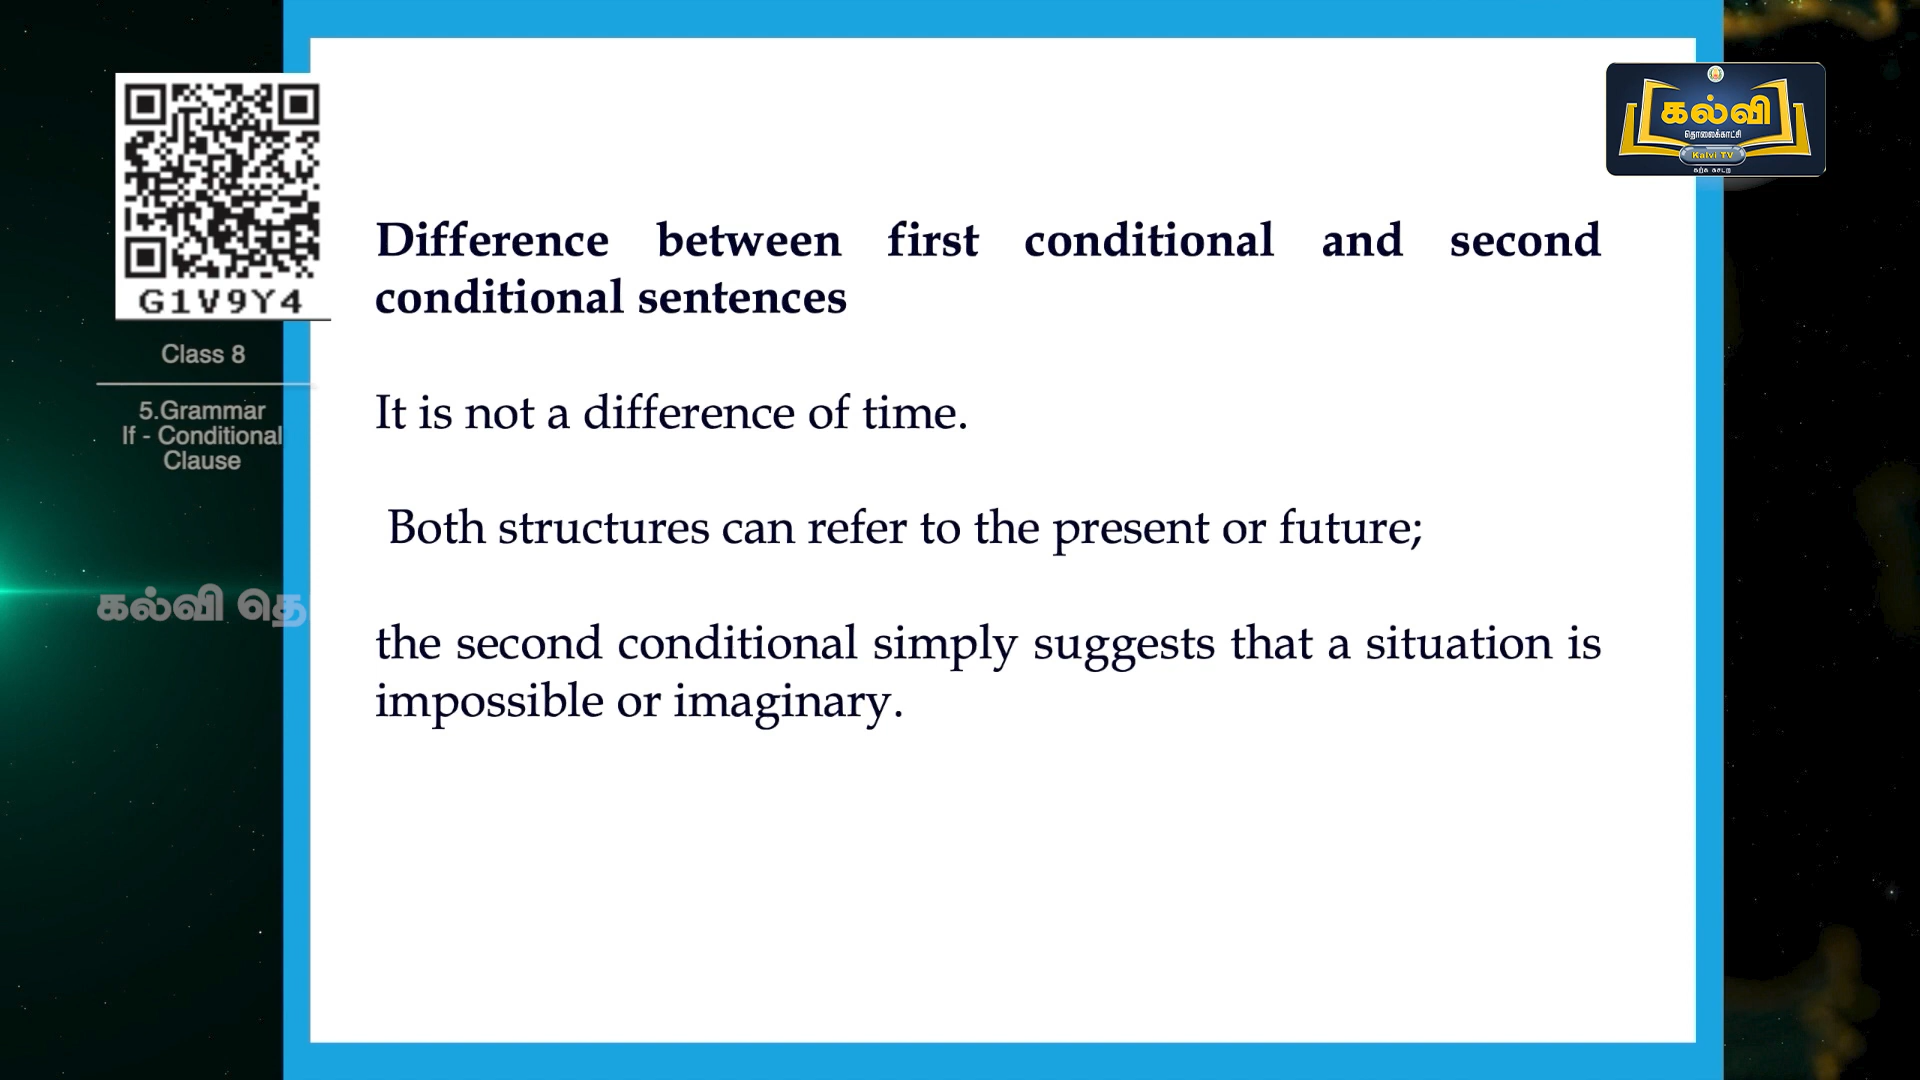 கல்வி
தொலைக்காட்சி
Kalvi TV
கற்க கசடற
G1V9Y4
Class 8
5.Grammar
If - Conditional
Clause
கல்வி தொ
Difference between first conditional and second
conditional sentences
It is not a difference of time.
Both structures can refer to the present or future;
the second conditional simply suggests that a situation is
impossible or imaginary.